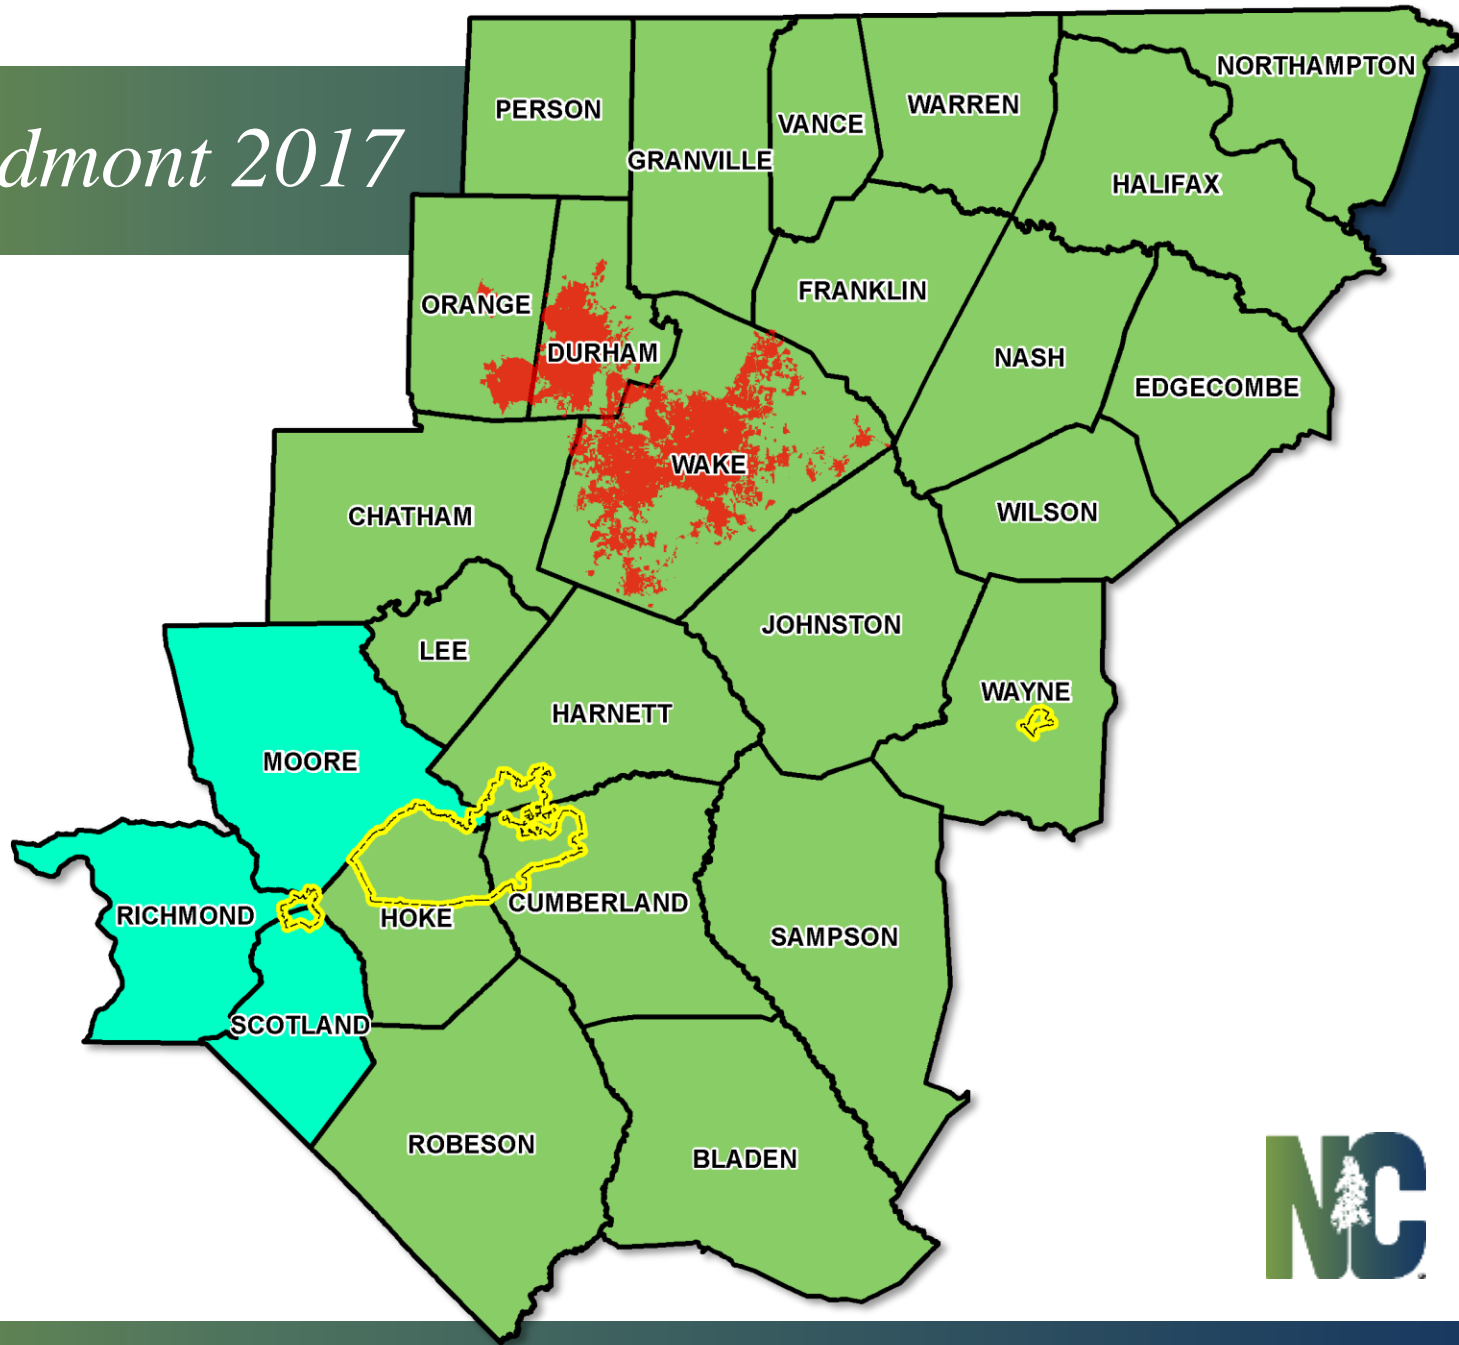 dmont 2017
NORTHAMPTON
PERSON
WARREN
VANCE
GRANVILLE
HALIFAX
FRANKLIN
ORANGE
DURHAM
NASH
EDGECOMBE
WAKE
WILSON
CHATHAM
JOHNSTON
LEE
WAYNE
HARNETT
MOORE
CUMBERLAND
RICHMOND
HOKE
SAMPSON
SCOTLAND
ROBESON
BLADEN
NC